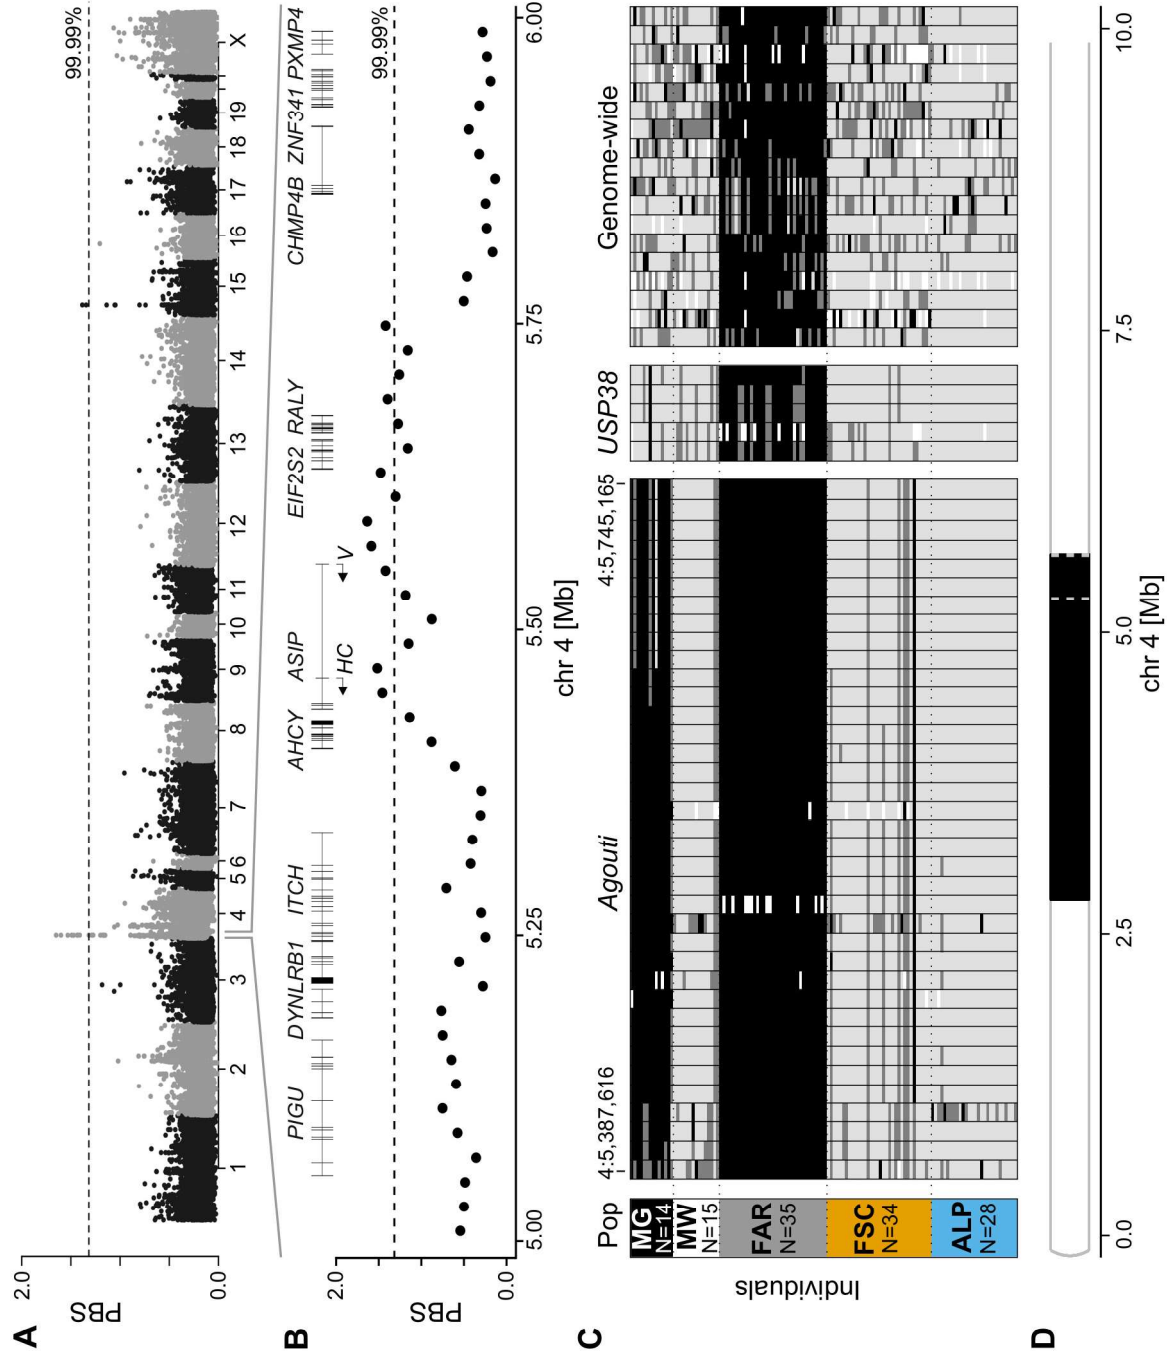 A
PBS
2.0
0.0
99.99%
1 2 3 4 5 6 7 8 9 10 11 12 13 14 15 16 17 18 19 X
B
PIGU DYNLRB1 ITCH AHCY ASIP EIF2S2 RALY CHMP4B ZNF341 PXMP4
HC V
99.99%
PBS
2.0
0.0
5.00 5.25 5.50 5.75 6.00
chr 4 [Mb]
C
Pop 4:5,387,616 Agouti 4:5,745,165 USP38 Genome-wide
Individuals
MG
N=14
MW
N=15
FAR
N=35
FSC
N=34
ALP
N=28
D
0.0 2.5 5.0 7.5 10.0
chr 4 [Mb]